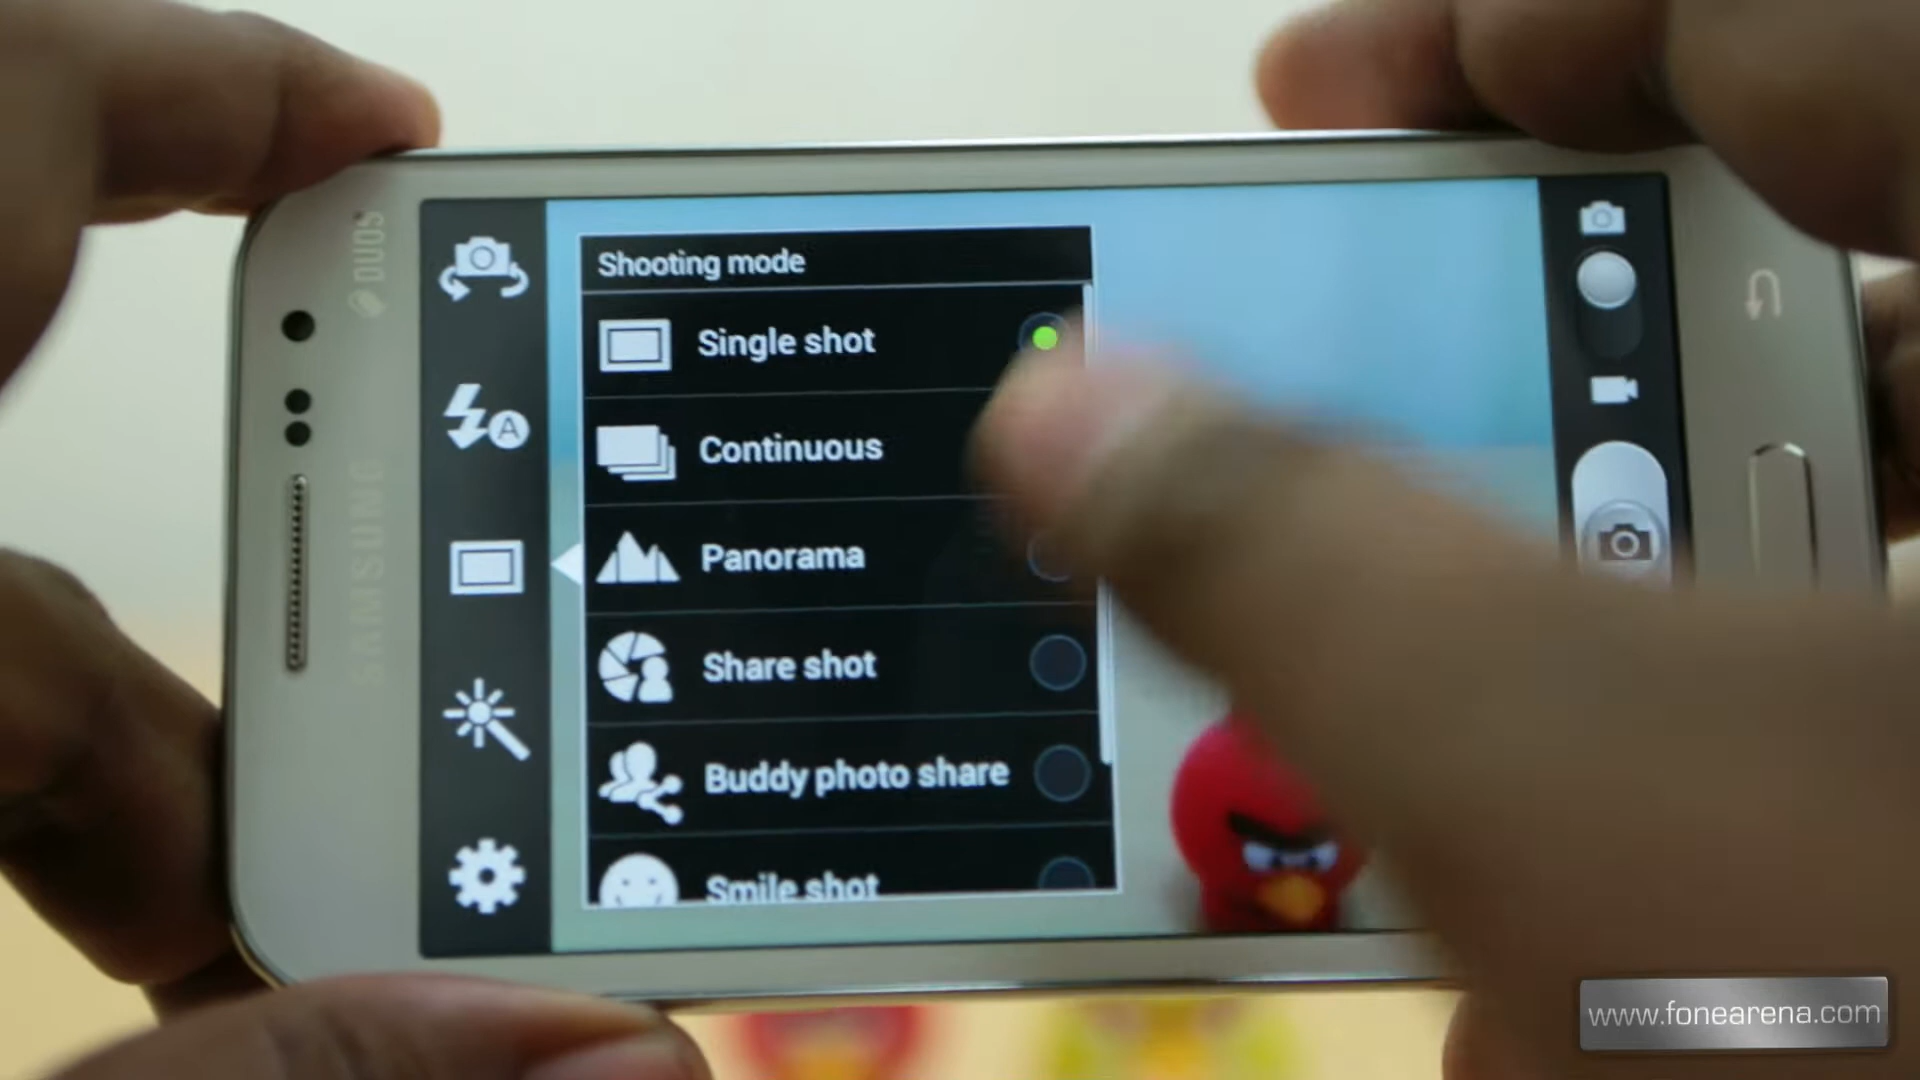 DUOS
SAMSUNG
A
Shooting mode
Single shot
Continuous
Panorama
Share shot
Buddy photo share
Smile shot
www.fonearena.com